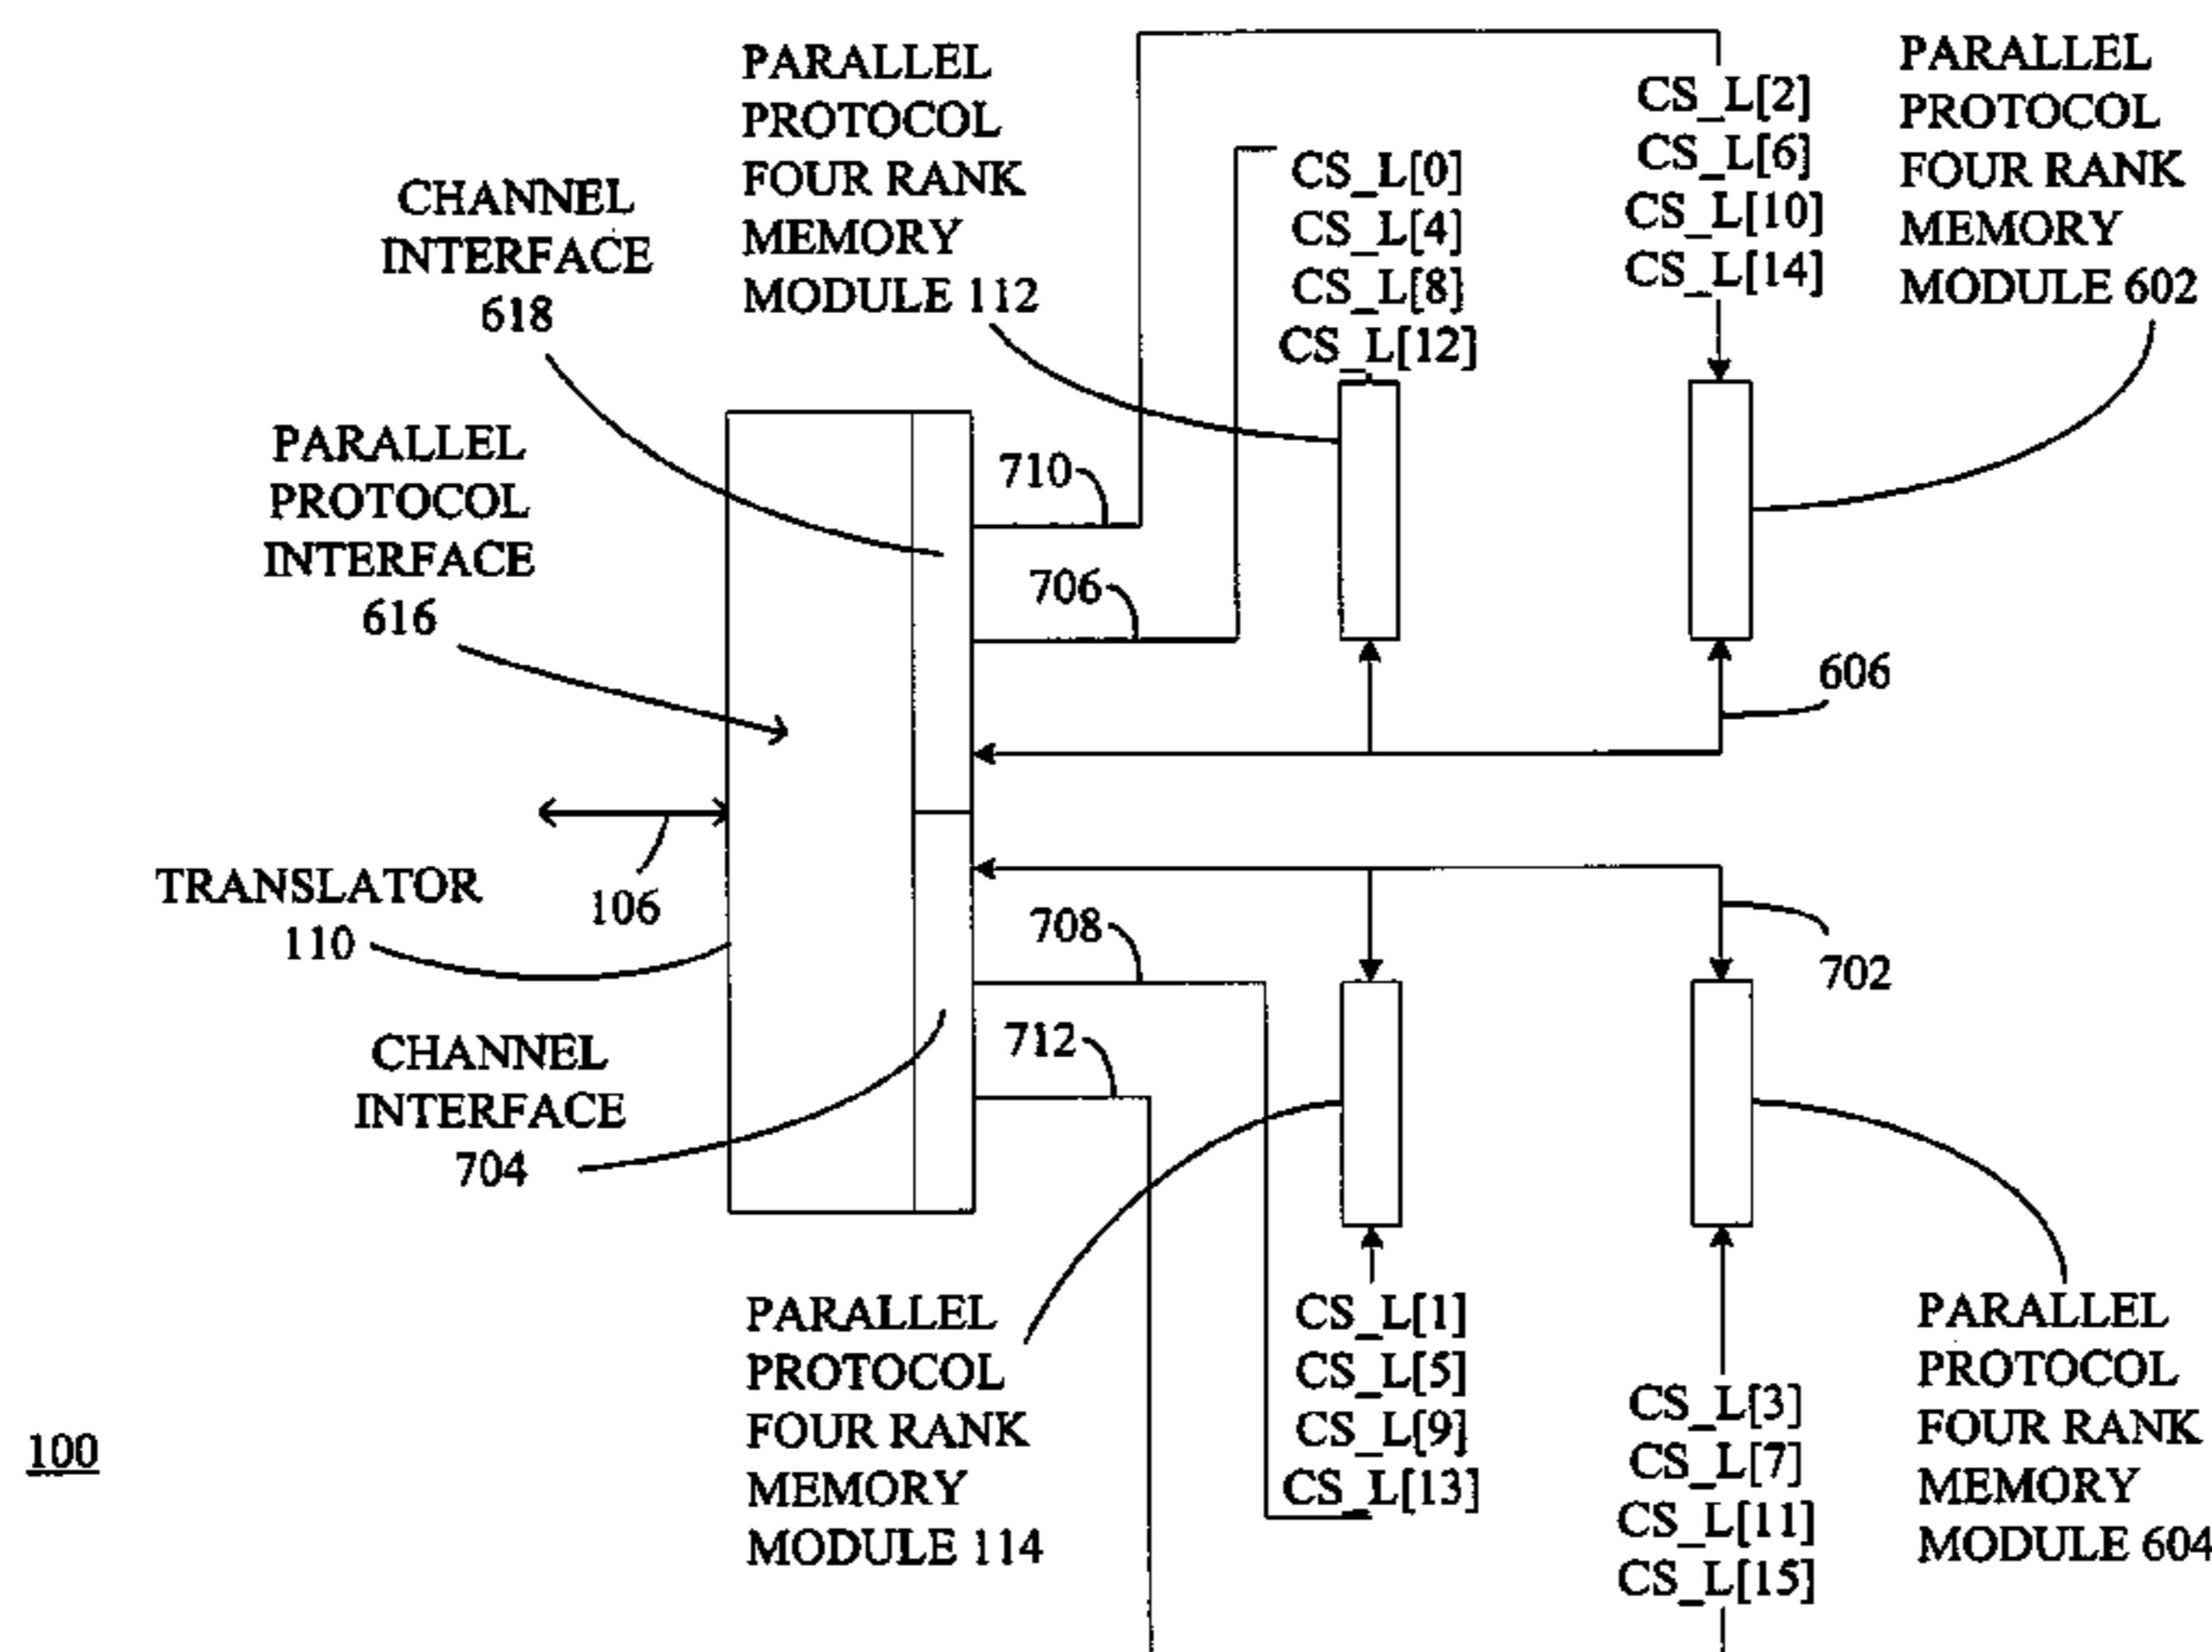 PARALLEL
PROTOCOL
FOUR RANK
MEMORY
MODULE 112
CS_L[2]
CS_L[6]
CS_L[10]
CS_L[14]
PARALLEL
PROTOCOL
FOUR RANK
MEMORY
MODULE 602
CHANNEL
INTERFACE
618
CS_L[0]
CS_L[4]
CS_L[8]
CS_L[12]
PARALLEL
PROTOCOL
INTERFACE
616
710
706
606
TRANSLATOR
110
106
708
702
CHANNEL
INTERFACE
704
712
PARALLEL
PROTOCOL
FOUR RANK
MEMORY
MODULE 114
CS_L[1]
CS_L[5]
CS_L[9]
CS_L[13]
CS_L[3]
CS_L[7]
CS_L[11]
CS_L[15]
PARALLEL
PROTOCOL
FOUR RANK
MEMORY
MODULE 604
100